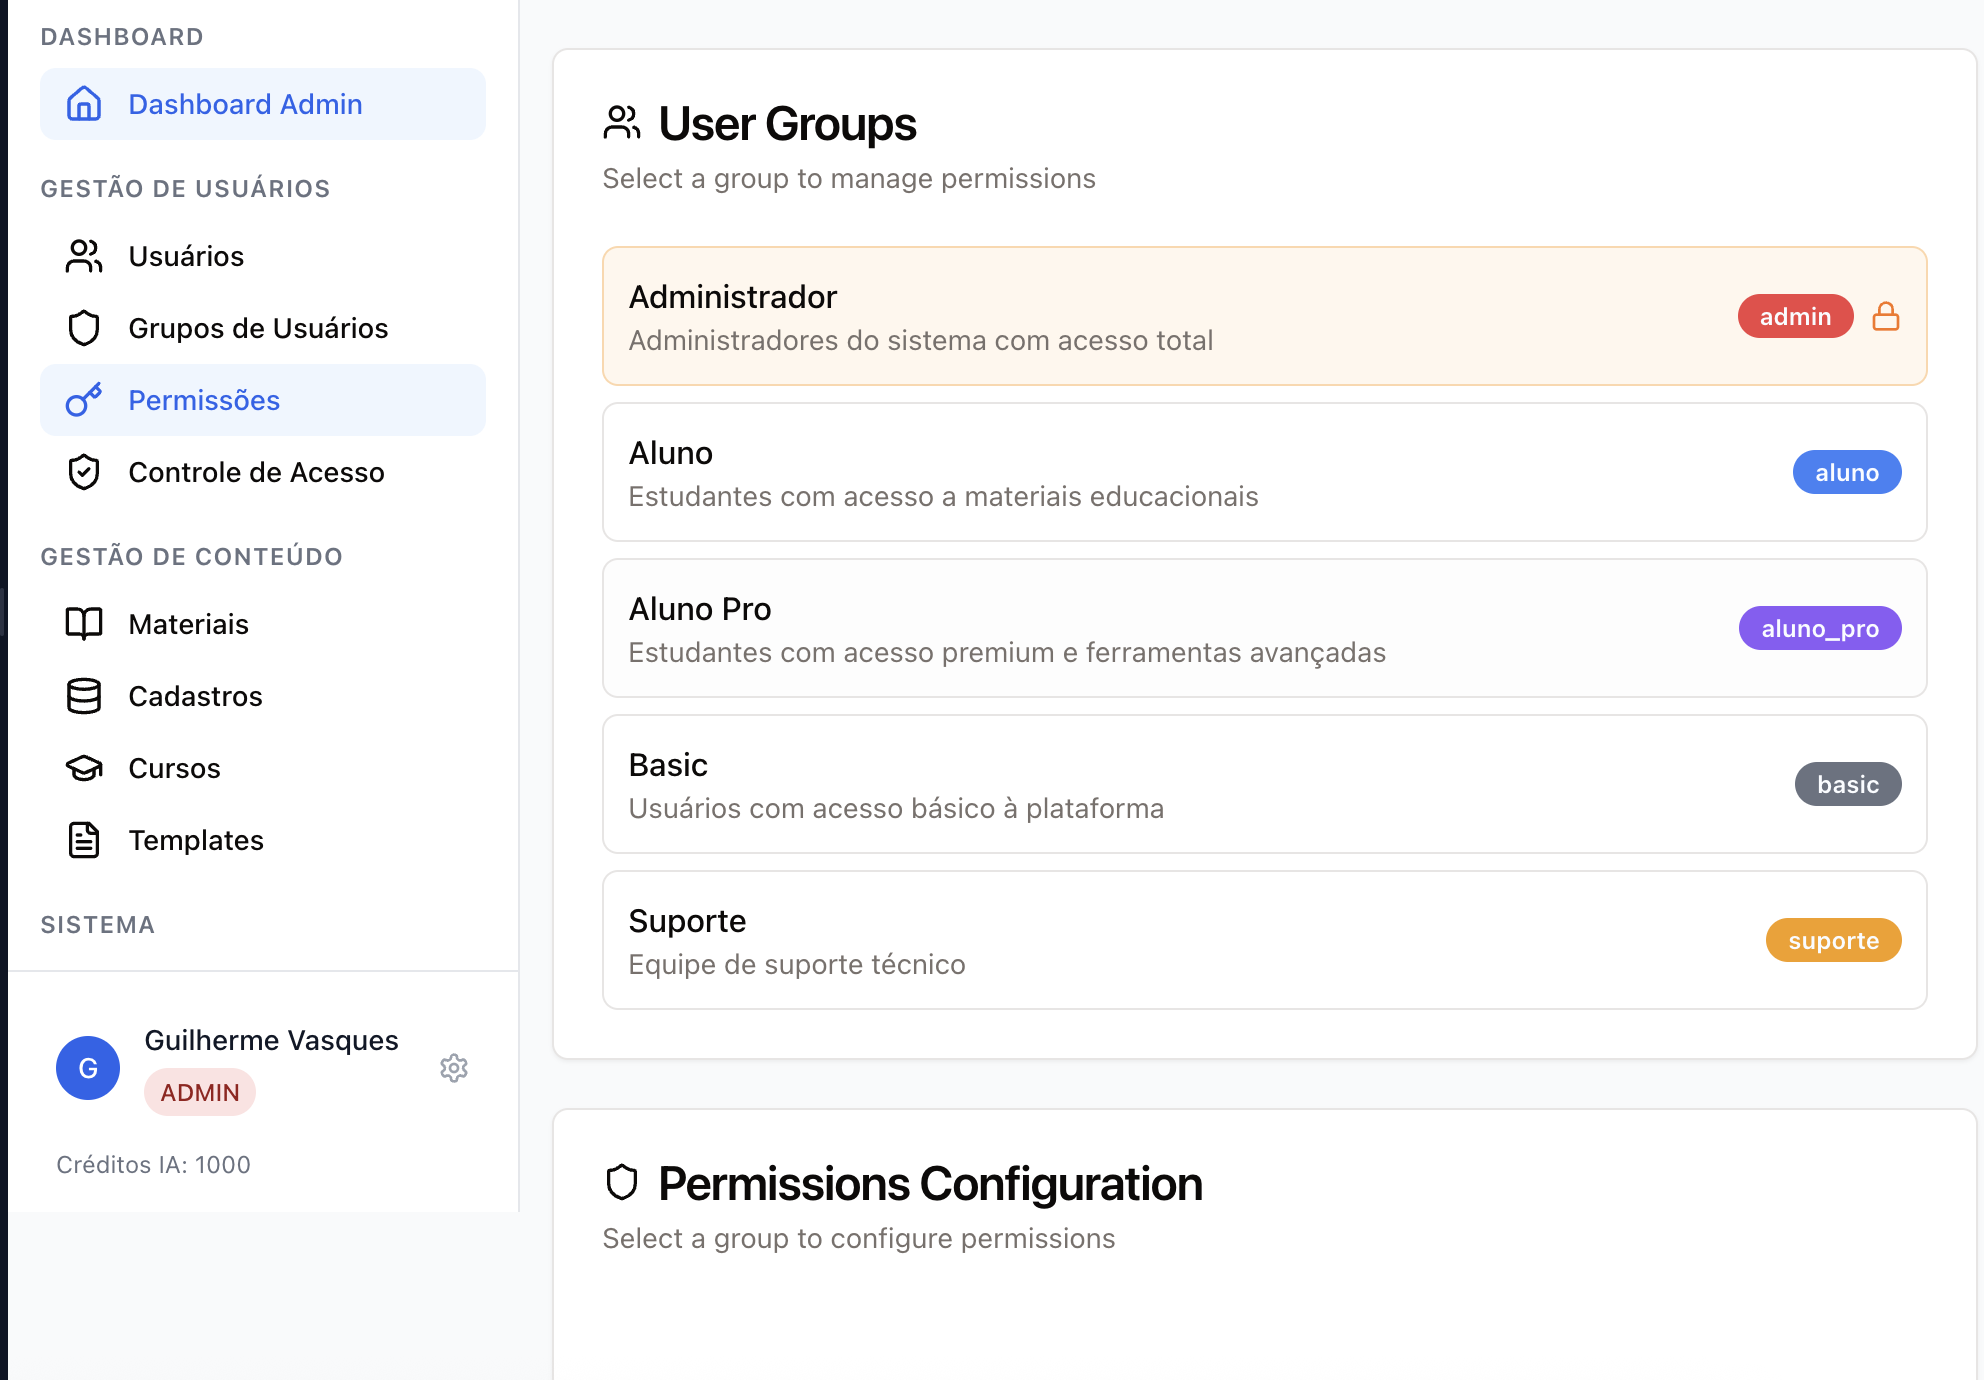 DASHBOARD
Dashboard Admin
GESTÃO DE USUÁRIOS
Usuários
Grupos de Usuários
Permissões
Controle de Acesso
GESTÃO DE CONTEÚDO
Materiais
Cadastros
Cursos
Templates
SISTEMA
G
Guilherme Vasques
ADMIN
Créditos IA: 1000
User Groups
Select a group to manage permissions
Administrador
Administradores do sistema com acesso total
admin
Aluno
Estudantes com acesso a materiais educacionais
aluno
Aluno Pro
Estudantes com acesso premium e ferramentas avançadas
aluno_pro
Basic
Usuários com acesso básico à plataforma
basic
Suporte
Equipe de suporte técnico
suporte
Permissions Configuration
Select a group to configure permissions